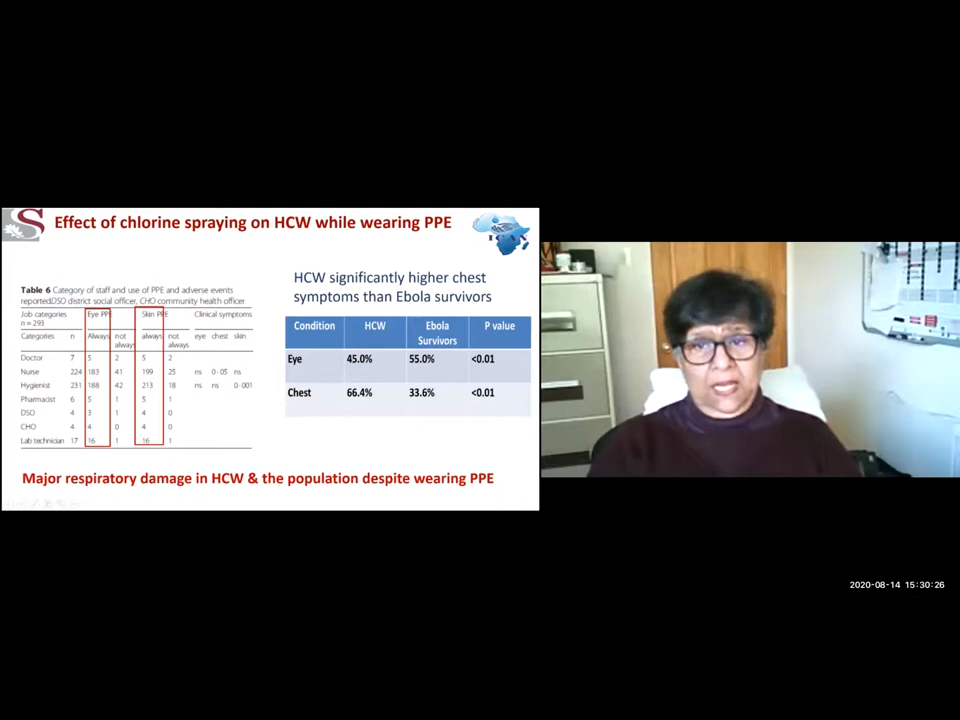 S
Effect of chlorine spraying on HCW while wearing PPE
ICAN
Table 6 Category of staff and use of PPE and adverse events
reportedDSO district social officer, CHO community health officer
Job categories Eye PPE Skin PPE Clinical symptoms
n = 293
Categories n Always not always always not always eye chest skin
Doctor 7 5 2 5 2
Nurse 224 183 41 199 25 ns 0·05 ns
Hygienist 231 188 42 213 18 ns ns 0·001
Pharmacist 6 5 1 5 1
DSO 4 3 1 4 0
CHO 4 4 0 4 0
Lab technician 17 16 1 16 1
HCW significantly higher chest
symptoms than Ebola survivors
Condition HCW Ebola Survivors P value
Eye 45.0% 55.0% <0.01
Chest 66.4% 33.6% <0.01
Major respiratory damage in HCW & the population despite wearing PPE
2020-08-14 15:30:26